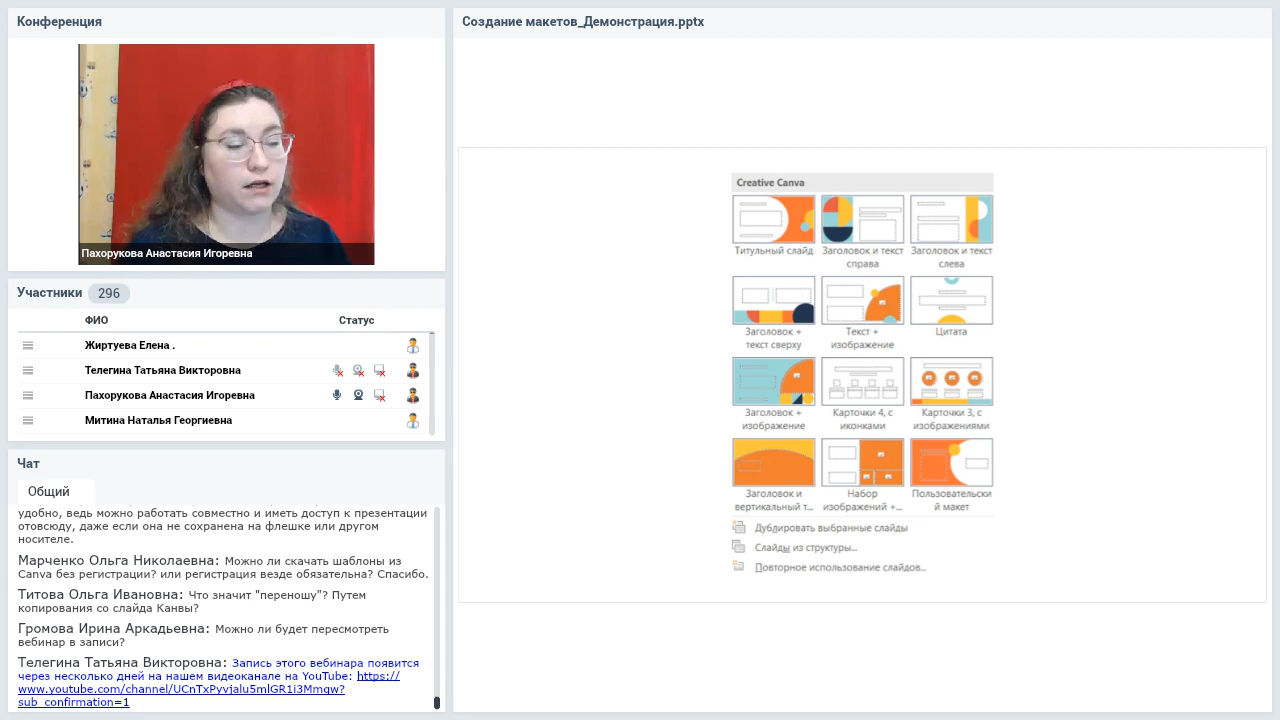 Конференция
Пахорукова Анастасия Игоревна
Участники 296
ФИО Статус
Жиртуева Елена .
Телегина Татьяна Викторовна
Пахорукова Анастасия Игоревна
Митина Наталья Георгиевна
Чат
Общий
удобно, ведь можно работать совместно и иметь доступ к презентации
отовсюду, даже если она не сохранена на флешке или другом
носителе.
Марченко Ольга Николаевна: Можно ли скачать шаблоны из
Canva без регистрации? или регистрация везде обязательна? Спасибо.
Титова Ольга Ивановна: Что значит "переношу"? Путем
копирования со слайда Канвы?
Громова Ирина Аркадьевна: Можно ли будет пересмотреть
вебинар в записи?
Телегина Татьяна Викторовна: Запись этого вебинара появится
через несколько дней на нашем видеоканале на YouTube: https://
www.youtube.com/channel/UCnTxPyvjalu5mlGR1i3Mmqw?
sub_confirmation=1
Создание макетов_Демонстрация.pptx
Creative Canva
Титульный слайд
Заголовок и текст
справа
Заголовок и текст
слева
Заголовок +
текст сверху
Текст +
изображение
Цитата
Заголовок +
изображение
Карточки 4, с
иконками
Карточки 3, с
изображениями
Заголовок и
вертикальный т...
Набор
изображений +...
Пользовательски
й макет
Дублировать выбранные слайды
Слайды из структуры...
Повторное использование слайдов...